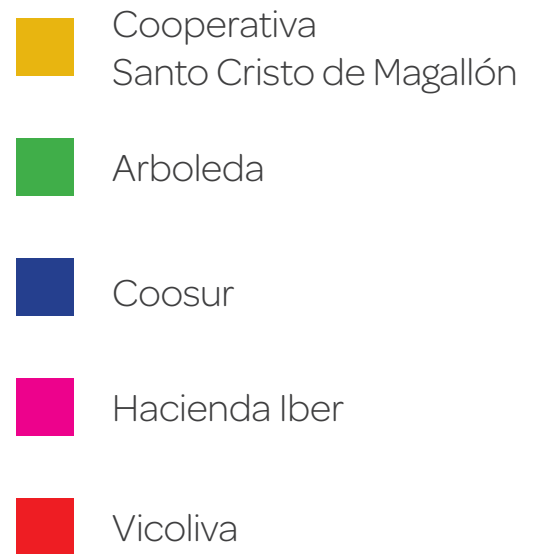 Cooperativa
Santo Cristo de Magallón
Arboleda
Coosur
Hacienda Iber
Vicoliva